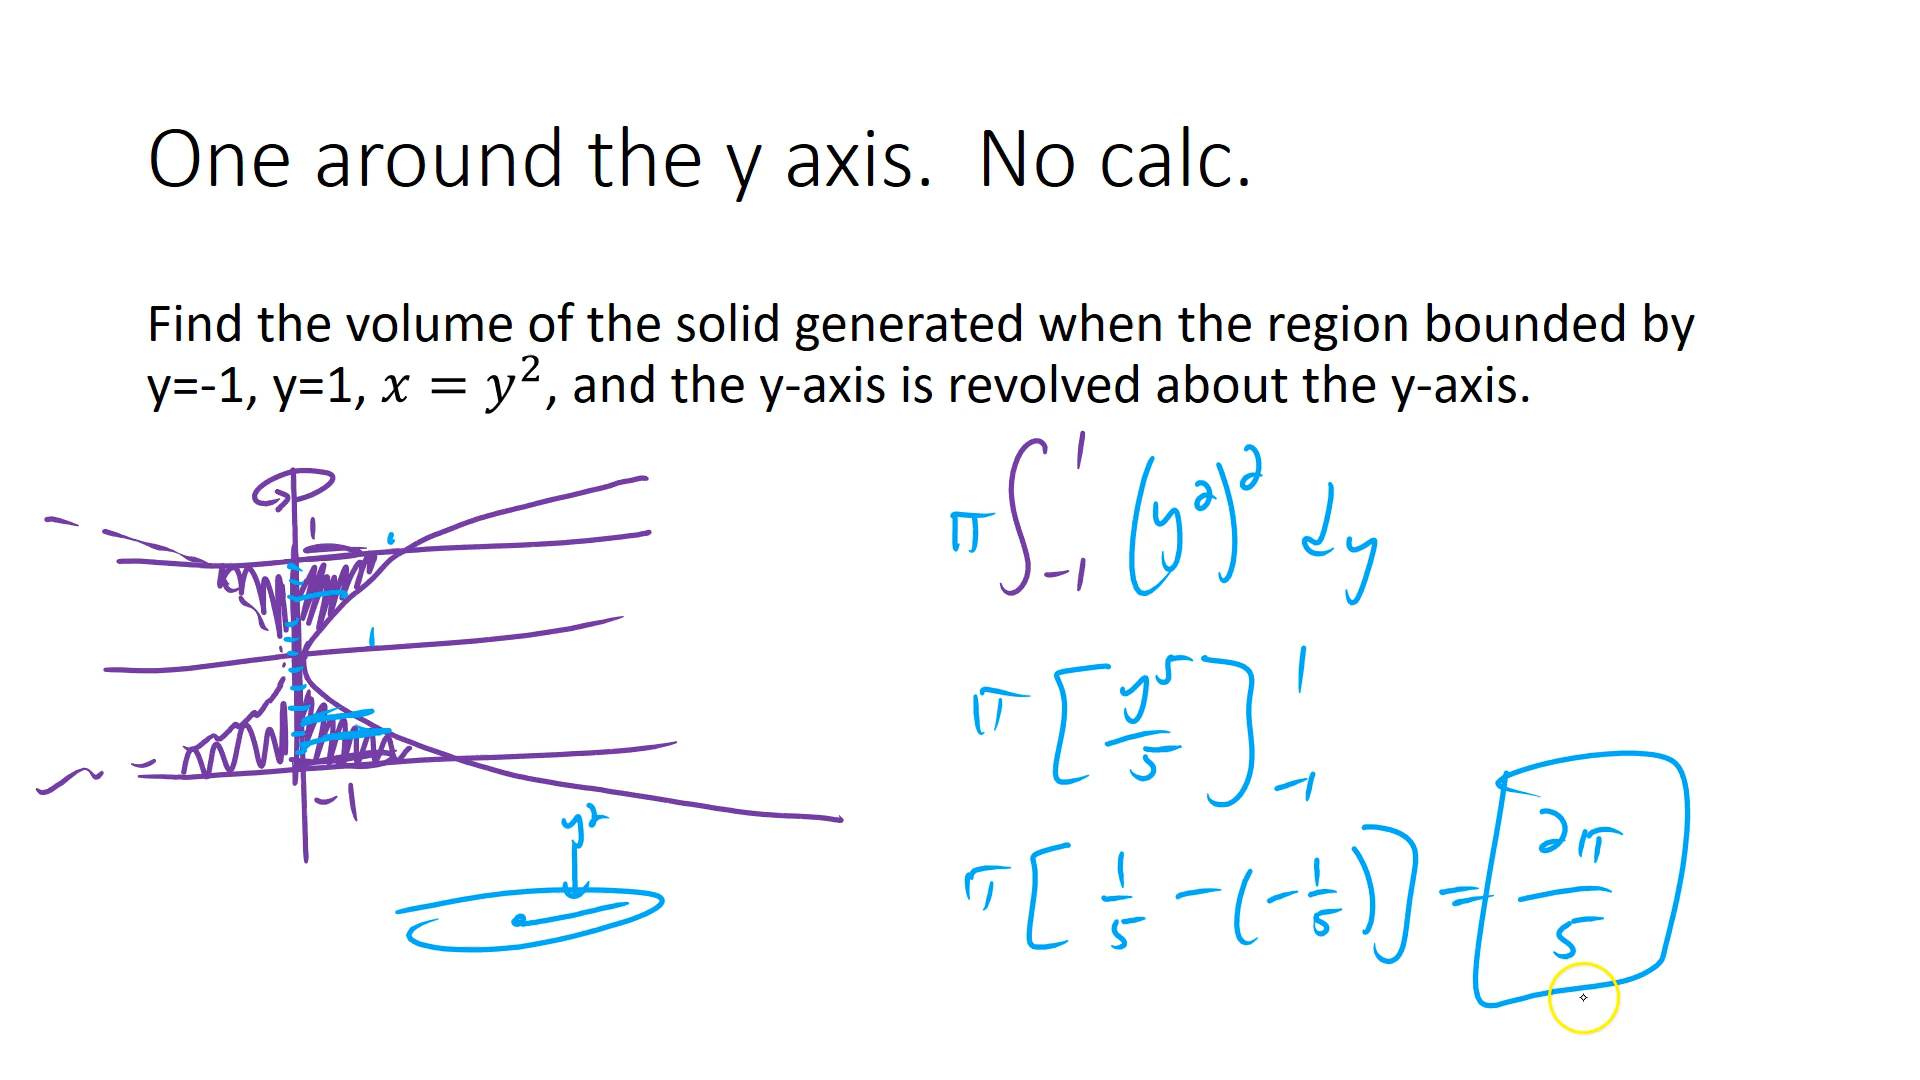 One around the y axis. No calc.
Find the volume of the solid generated when the region bounded by
y=-1, y=1, x = y², and the y-axis is revolved about the y-axis.
1
1
1
-1
y²
π∫₋₁¹ (y²)² dy
π[y⁵/5]₋₁¹
π[1/5 - (-1/5)] = 2π/5